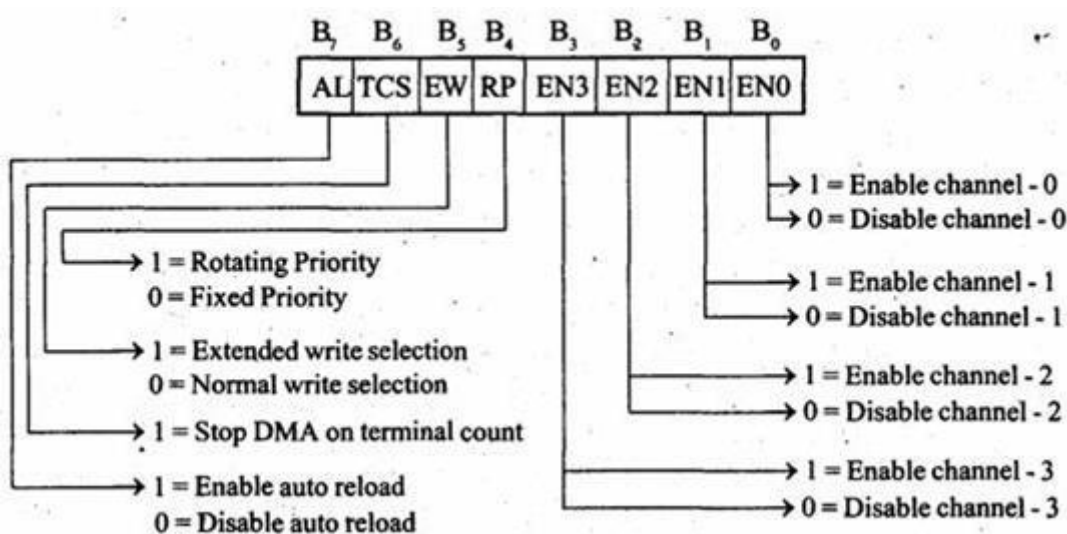 B₇ B₆ B₅ B₄ B₃ B₂ B₁ B₀
AL TCS EW RP EN3 EN2 EN1 EN0
1 = Enable channel - 0
0 = Disable channel - 0
1 = Rotating Priority
0 = Fixed Priority
1 = Enable channel - 1
0 = Disable channel - 1
1 = Extended write selection
0 = Normal write selection
1 = Enable channel - 2
0 = Disable channel - 2
1 = Stop DMA on terminal count
1 = Enable auto reload
0 = Disable auto reload
1 = Enable channel - 3
0 = Disable channel - 3